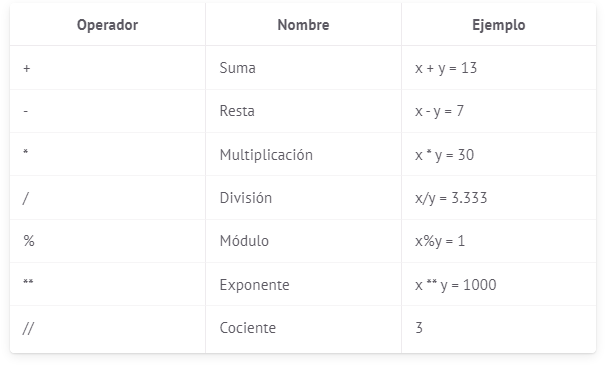 Operador Nombre Ejemplo
+ Suma x + y = 13
- Resta x - y = 7
* Multiplicación x * y = 30
/ División x/y = 3.333
% Módulo x%y = 1
** Exponente x ** y = 1000
// Cociente 3